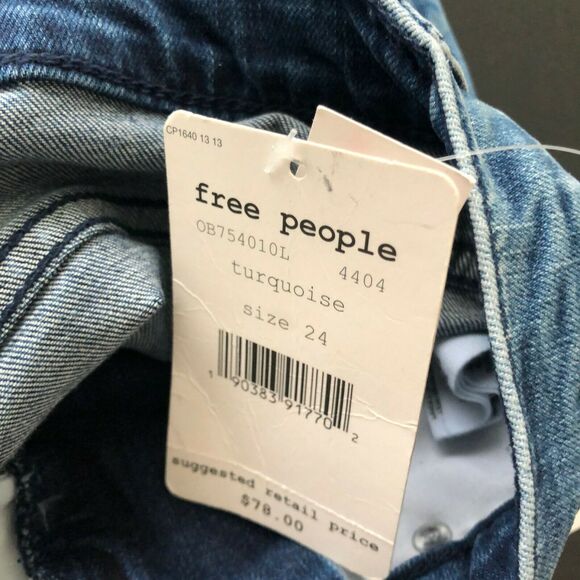 CP1640 13 13
free people
OB754010L 4404
turquoise
size 24
1 90383 91770 2
suggested retail price
$78.00